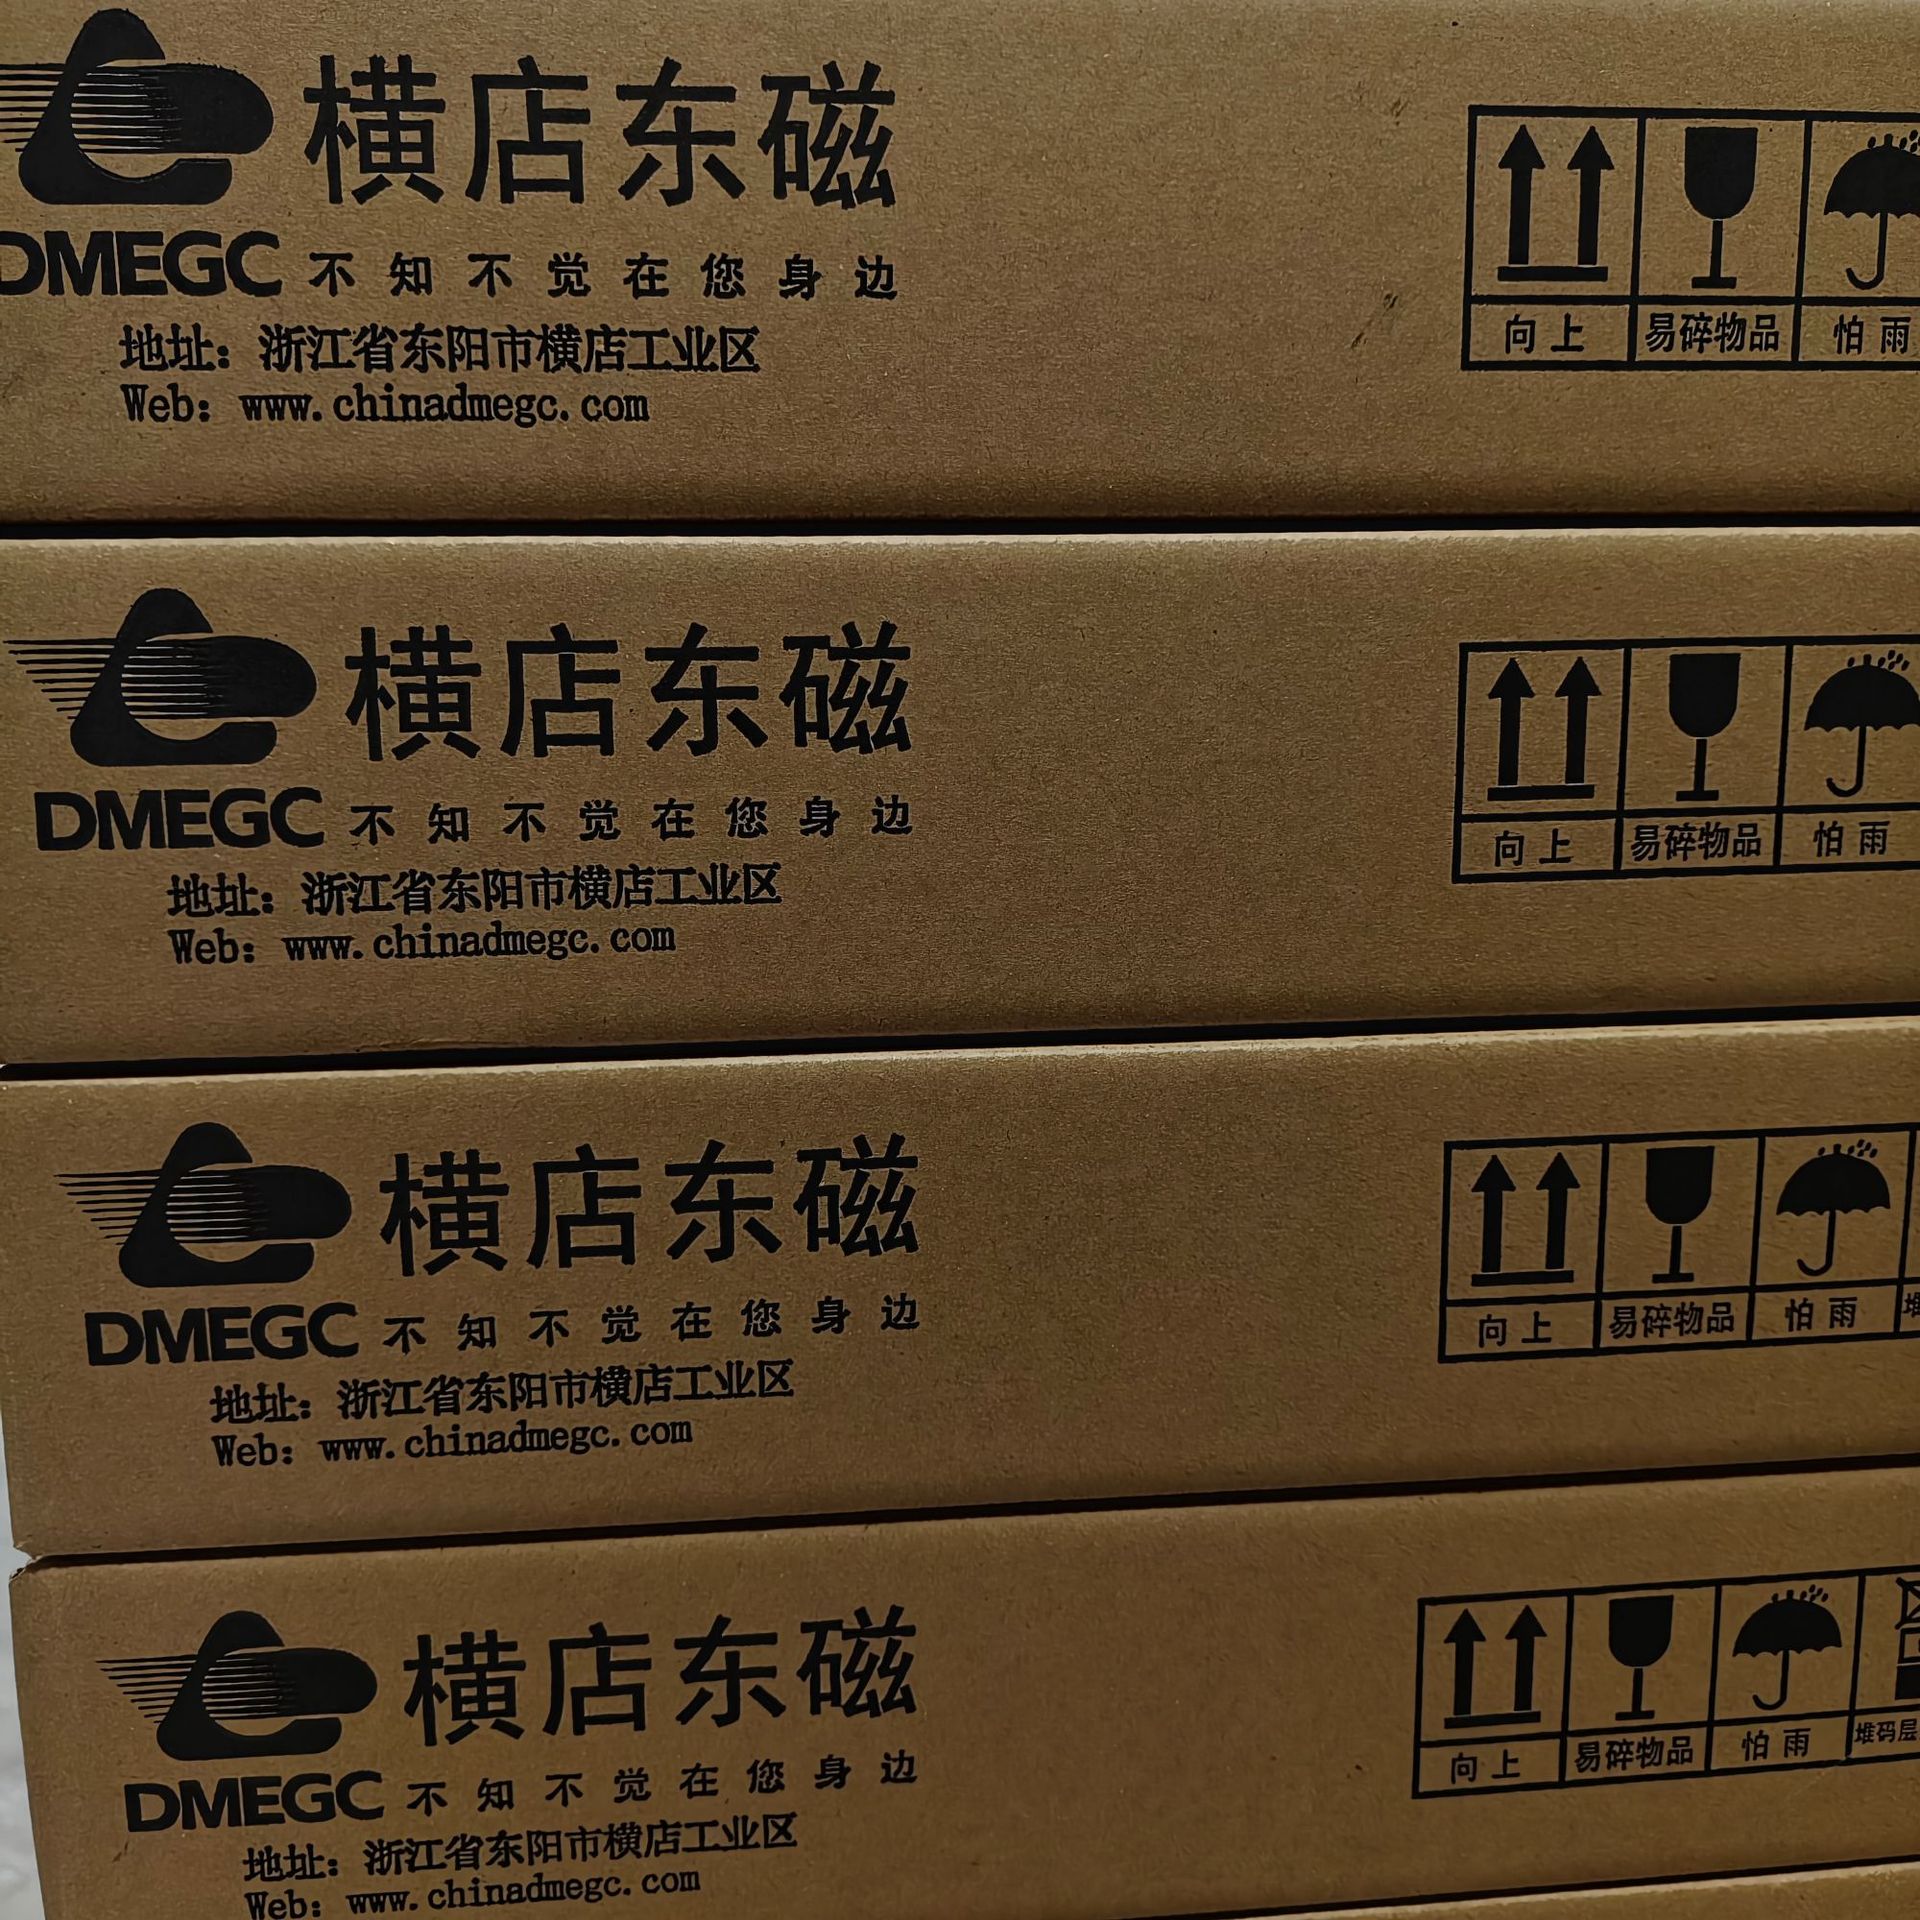 横店东磁
DMEGC 不知不觉在您身边
地址：浙江省东阳市横店工业区
Web: www.chinadmegc.com
向上 易碎物品 怕雨
横店东磁
DMEGC 不知不觉在您身边
地址：浙江省东阳市横店工业区
Web: www.chinadmegc.com
向上 易碎物品 怕雨
横店东磁
DMEGC 不知不觉在您身边
地址：浙江省东阳市横店工业区
Web: www.chinadmegc.com
向上 易碎物品 怕雨 堆
横店东磁
DMEGC 不知不觉在您身边
地址：浙江省东阳市横店工业区
Web: www.chinadmegc.com
向上 易碎物品 怕雨 堆码层